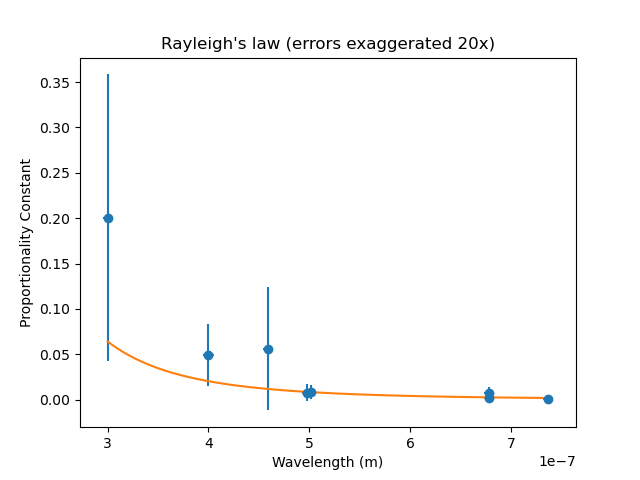 Rayleigh's law (errors exaggerated 20x)
Proportionality Constant
0.35
0.30
0.25
0.20
0.15
0.10
0.05
0.00
3 4 5 6 7
1e−7
Wavelength (m)